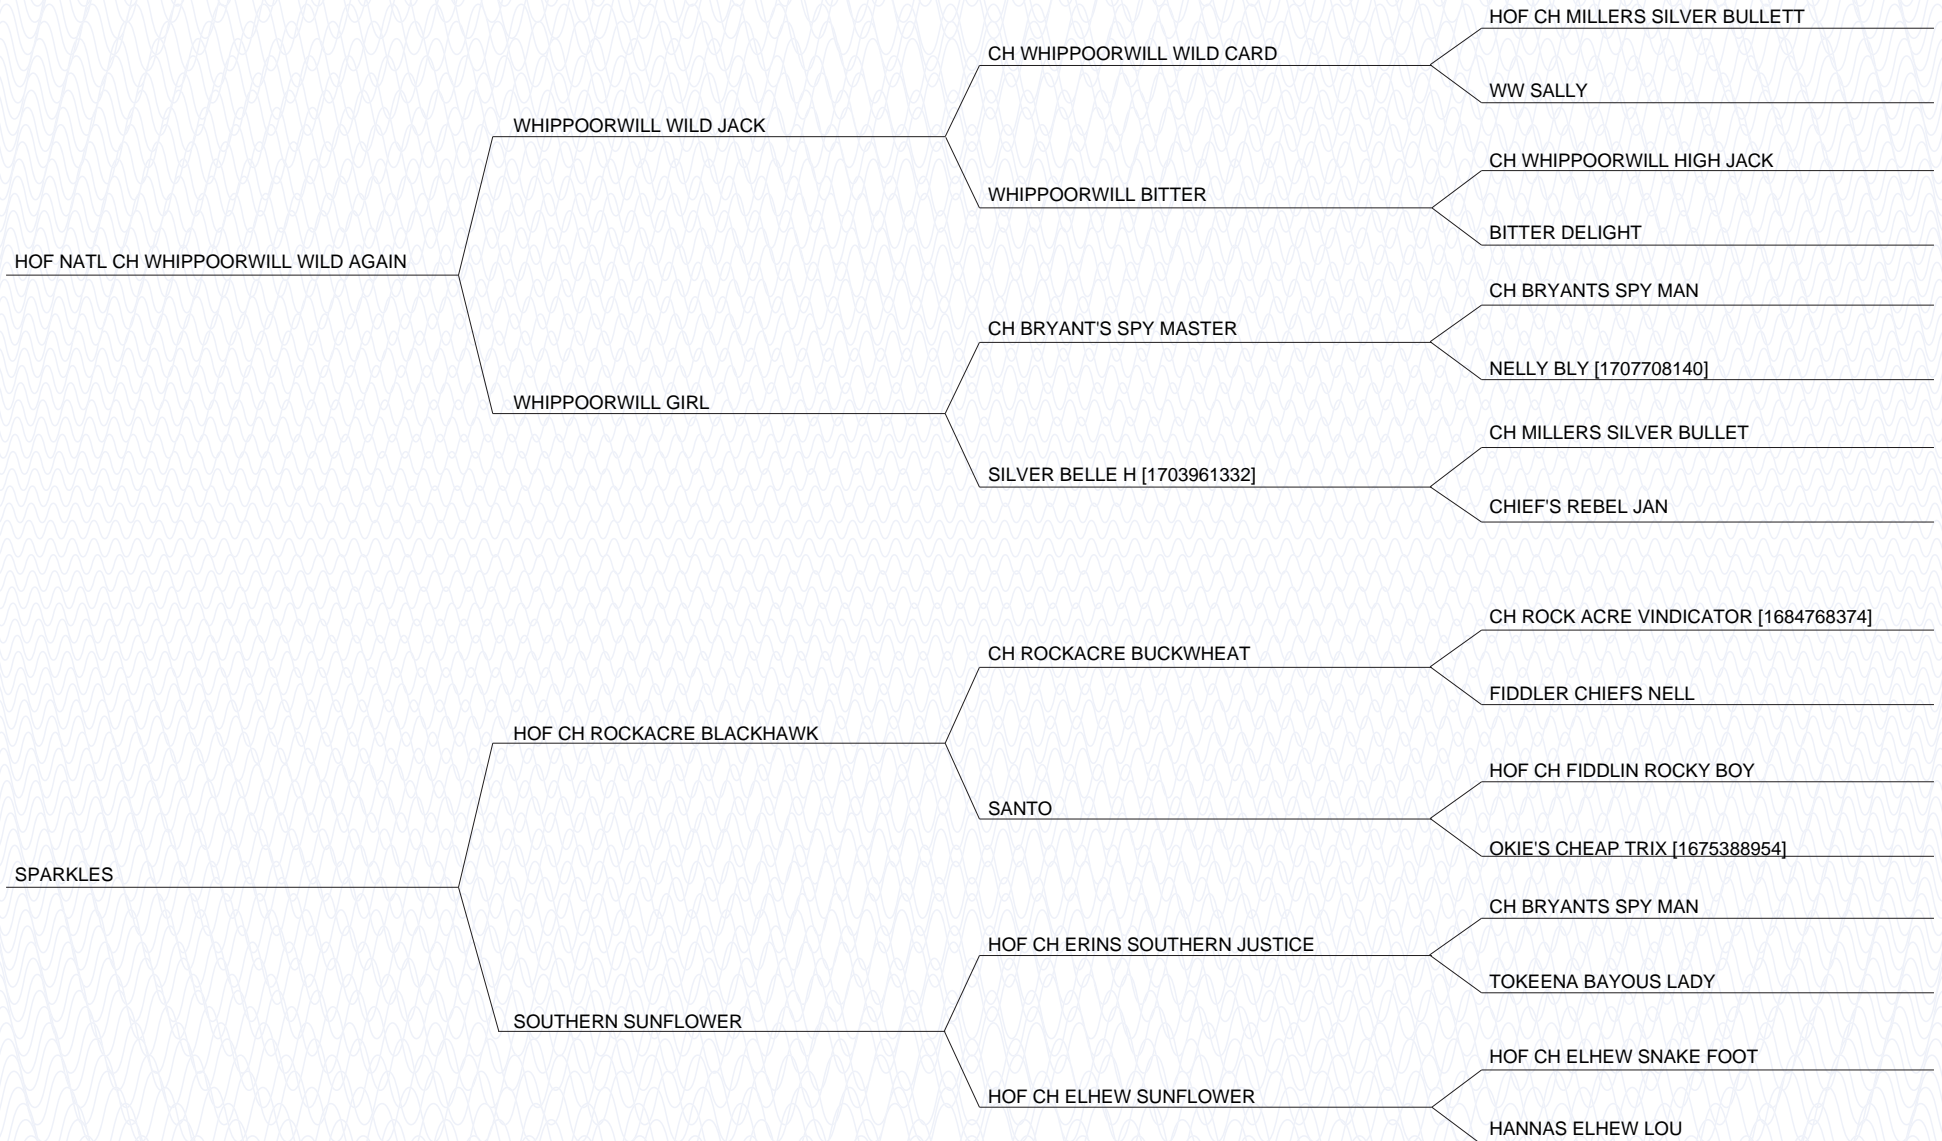 HOF CH MILLERS SILVER BULLETT
CH WHIPPOORWILL WILD CARD
WW SALLY
WHIPPOORWILL WILD JACK
CH WHIPPOORWILL HIGH JACK
WHIPPOORWILL BITTER
BITTER DELIGHT
HOF NATL CH WHIPPOORWILL WILD AGAIN
CH BRYANTS SPY MAN
CH BRYANT'S SPY MASTER
NELLY BLY [1707708140]
WHIPPOORWILL GIRL
CH MILLERS SILVER BULLET
SILVER BELLE H [1703961332]
CHIEF'S REBEL JAN
CH ROCK ACRE VINDICATOR [1684768374]
CH ROCKACRE BUCKWHEAT
FIDDLER CHIEFS NELL
HOF CH ROCKACRE BLACKHAWK
HOF CH FIDDLIN ROCKY BOY
SANTO
OKIE'S CHEAP TRIX [1675388954]
SPARKLES
CH BRYANTS SPY MAN
HOF CH ERINS SOUTHERN JUSTICE
TOKEENA BAYOUS LADY
SOUTHERN SUNFLOWER
HOF CH ELHEW SNAKE FOOT
HOF CH ELHEW SUNFLOWER
HANNAS ELHEW LOU